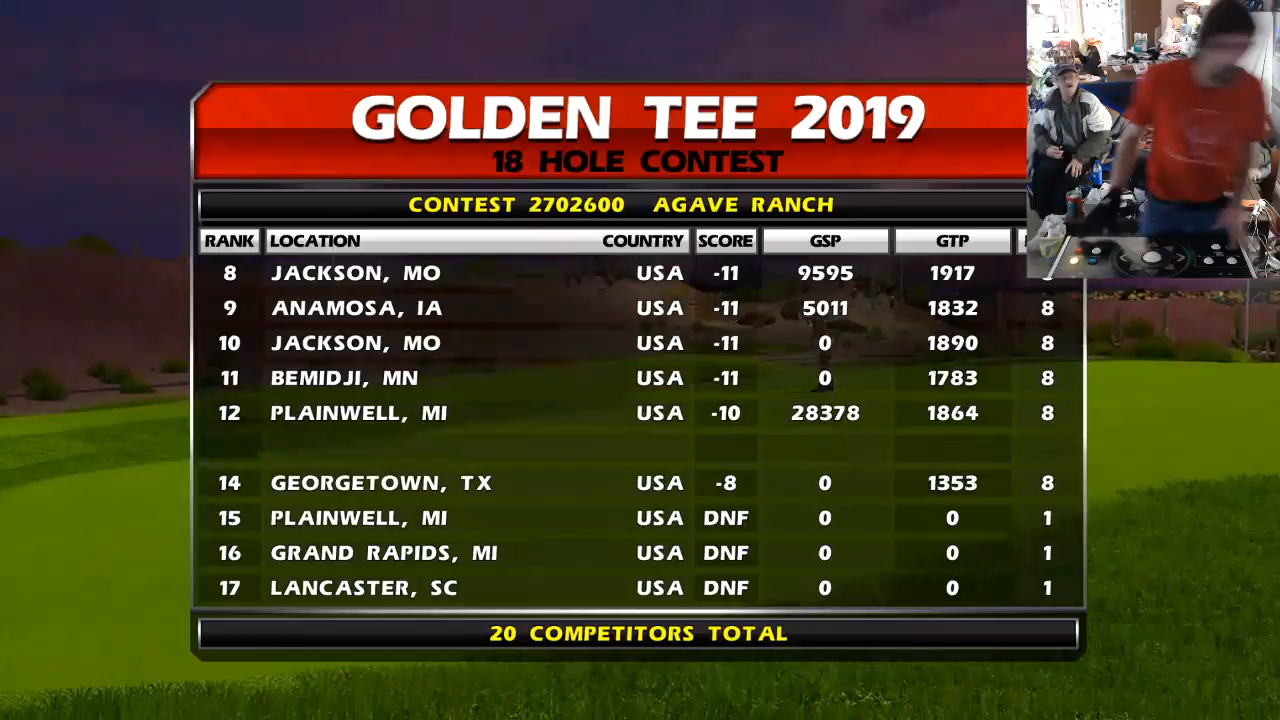 GOLDEN TEE 2019
18 HOLE CONTEST
CONTEST 2702600 AGAVE RANCH
RANK LOCATION COUNTRY SCORE GSP GTP
8 JACKSON, MO USA -11 9595 1917
9 ANAMOSA, IA USA -11 5011 1832 8
10 JACKSON, MO USA -11 0 1890 8
11 BEMIDJI, MN USA -11 0 1783 8
12 PLAINWELL, MI USA -10 28378 1864 8
14 GEORGETOWN, TX USA -8 0 1353 8
15 PLAINWELL, MI USA DNF 0 0 1
16 GRAND RAPIDS, MI USA DNF 0 0 1
17 LANCASTER, SC USA DNF 0 0 1
20 COMPETITORS TOTAL